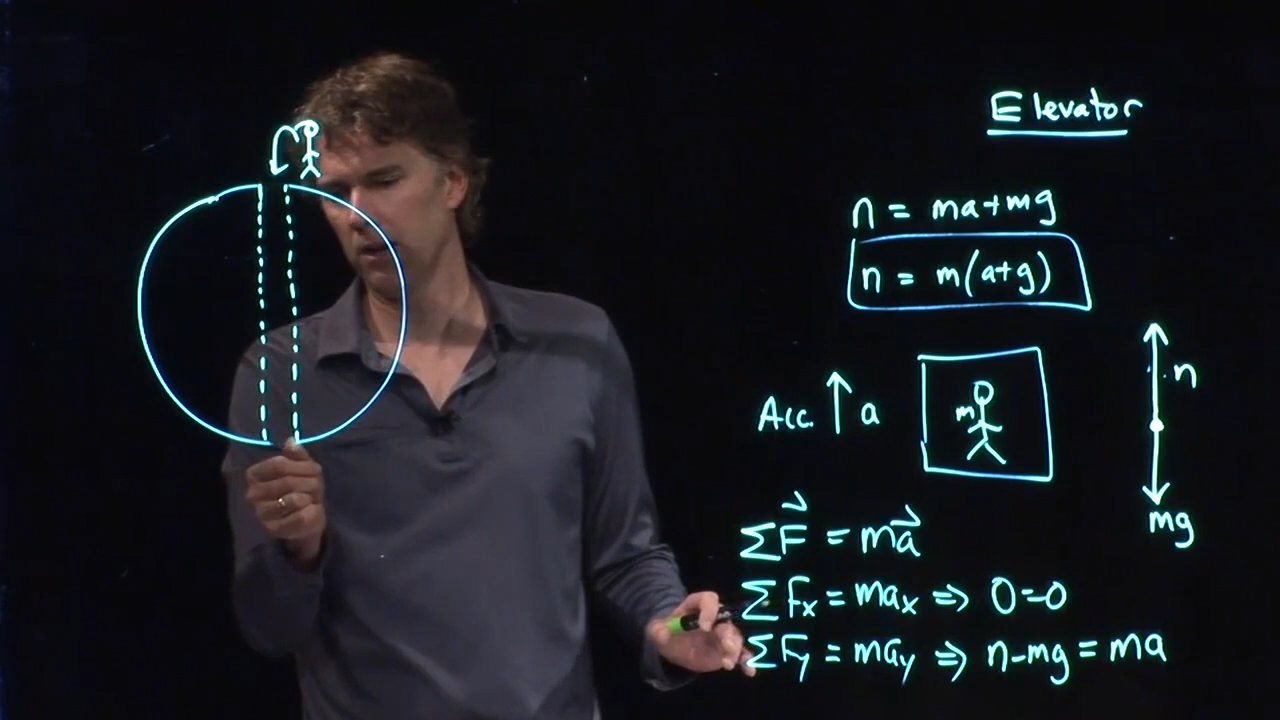 Elevator
n = ma+mg
n = m(a+g)
Acc. ↑ a
m
n
mg
ΣF⃗ = ma⃗
ΣFx = max ⇒ 0=0
ΣFy = may ⇒ n-mg = ma